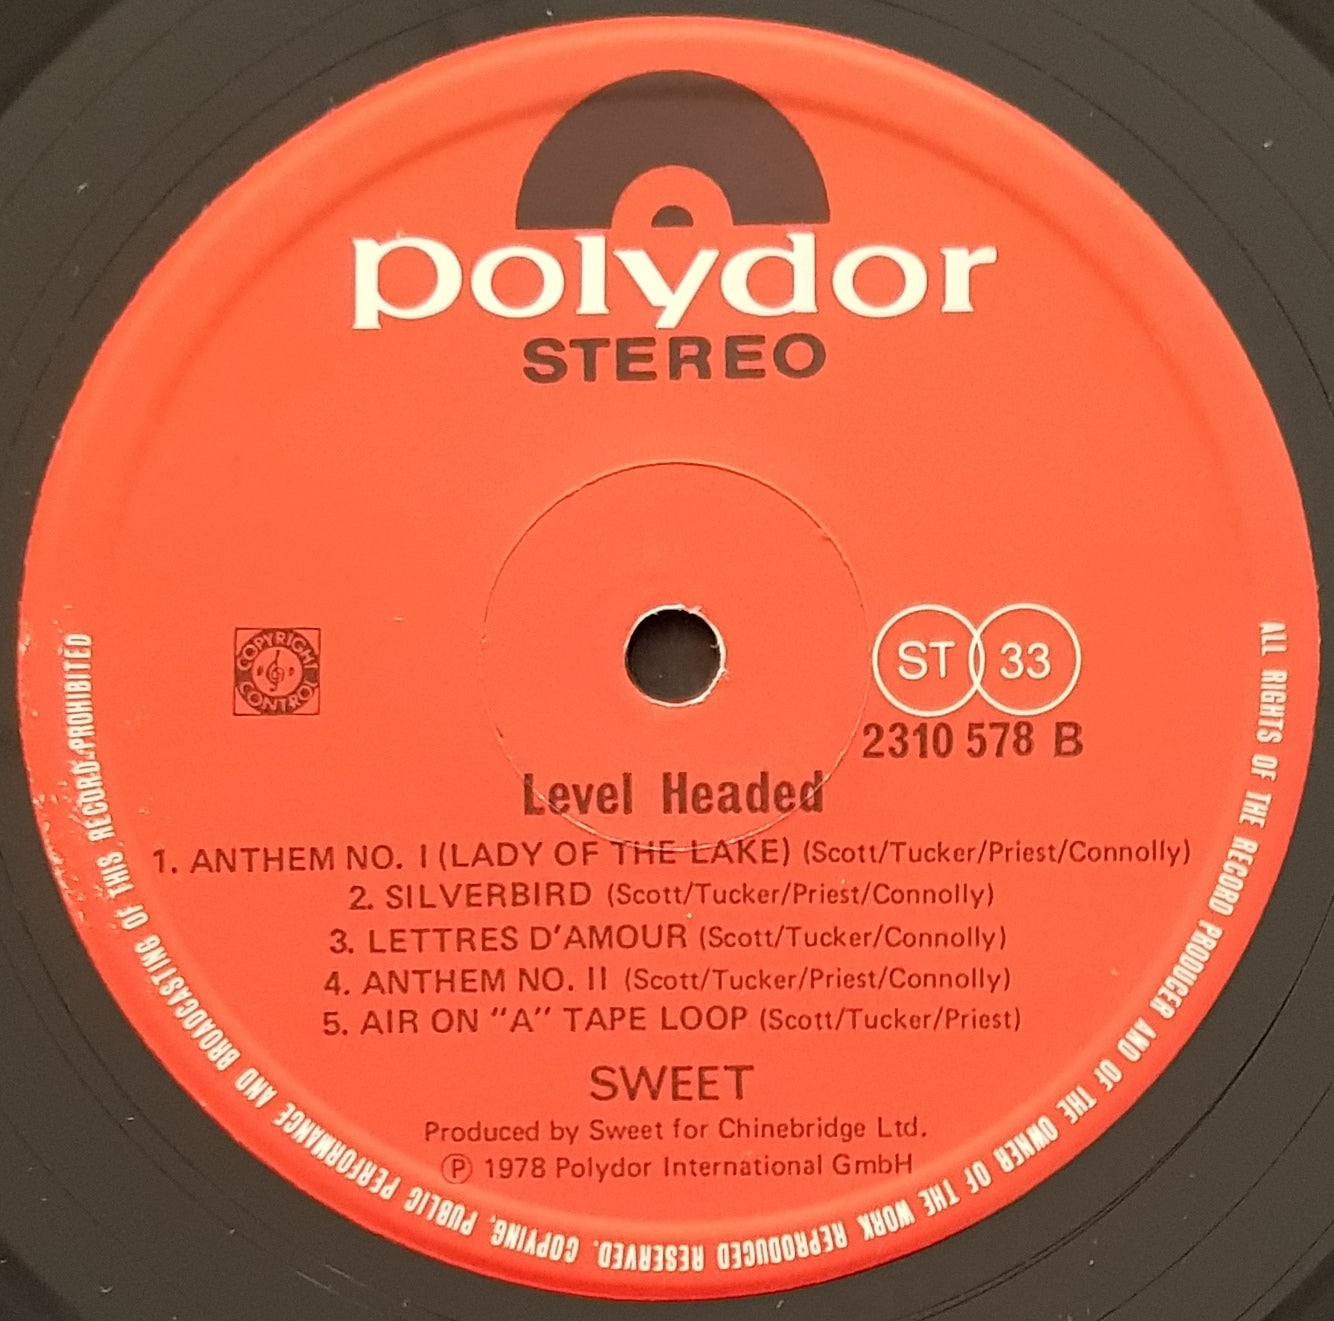 polydor
STEREO
COPYRIGHT
CONTROL
ST 33
2310 578 B
Level Headed
1. ANTHEM NO. I (LADY OF THE LAKE) (Scott/Tucker/Priest/Connolly)
2. SILVERBIRD (Scott/Tucker/Priest/Connolly)
3. LETTRES D'AMOUR (Scott/Tucker/Connolly)
4. ANTHEM NO. II (Scott/Tucker/Priest/Connolly)
5. AIR ON "A" TAPE LOOP (Scott/Tucker/Priest)
SWEET
Produced by Sweet for Chinebridge Ltd.
Ⓟ 1978 Polydor International GmbH
ALL RIGHTS OF THE RECORD PRODUCER AND OF THE OWNER OF THE WORK REPRODUCED RESERVED. COPYING, PUBLIC PERFORMANCE AND BROADCASTING OF THIS RECORD PROHIBITED